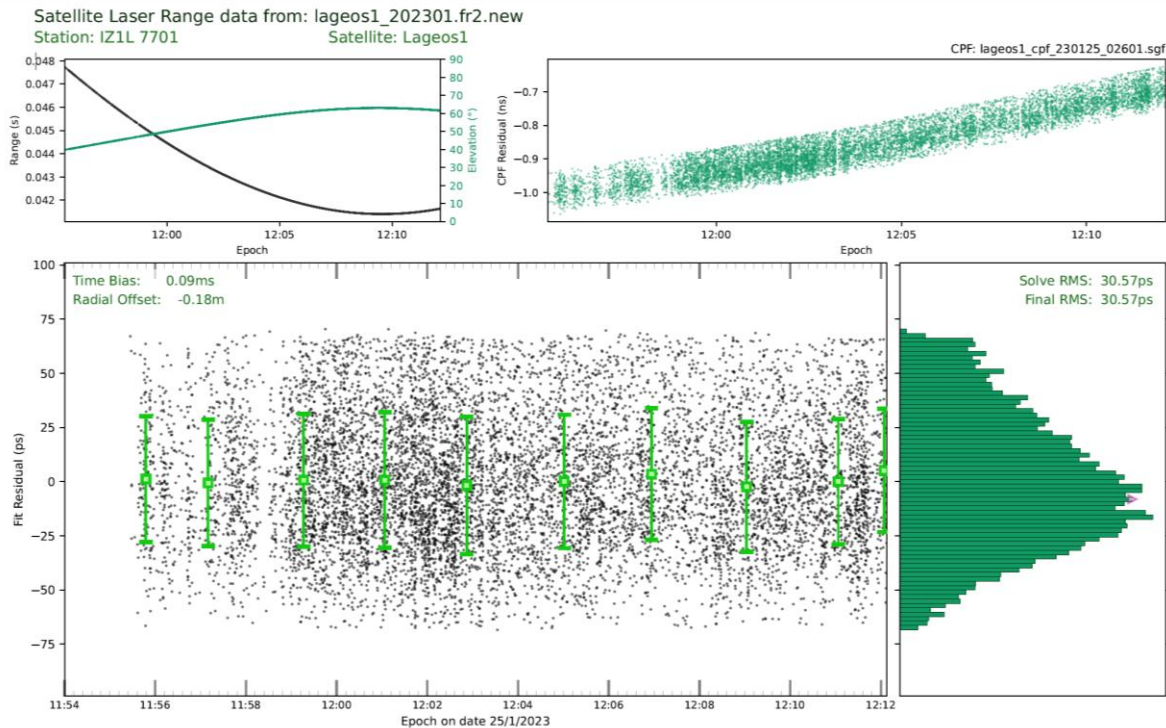 Satellite Laser Range data from: lageos1_202301.fr2.new
Station: IZ1L 7701 Satellite: Lageos1
CPF: lageos1_cpf_230125_02601.sgf
0.048
0.047
0.046
0.045
0.044
0.043
0.042
Range (s)
90
80
70
60
50
40
30
20
10
0
Elevation (°)
12:00 12:05 12:10
Epoch
−0.7
−0.8
−0.9
−1.0
CPF Residual (ns)
12:00 12:05 12:10
Epoch
Time Bias: 0.09ms
Radial Offset: -0.18m
100
75
50
25
0
−25
−50
−75
Fit Residual (ps)
11:54 11:56 11:58 12:00 12:02 12:04 12:06 12:08 12:10 12:12
Epoch on date 25/1/2023
Solve RMS: 30.57ps
Final RMS: 30.57ps